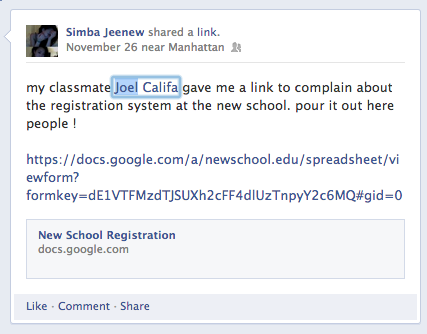 Simba Jeenew shared a link.
November 26 near Manhattan
my classmate Joel Califa gave me a link to complain about
the registration system at the new school. pour it out here
people !
https://docs.google.com/a/newschool.edu/spreadsheet/vi
ewform?
formkey=dE1VTFMzdTJSUXh2cFF4dlUzTnpyY2c6MQ#gid=0
New School Registration
docs.google.com
Like · Comment · Share